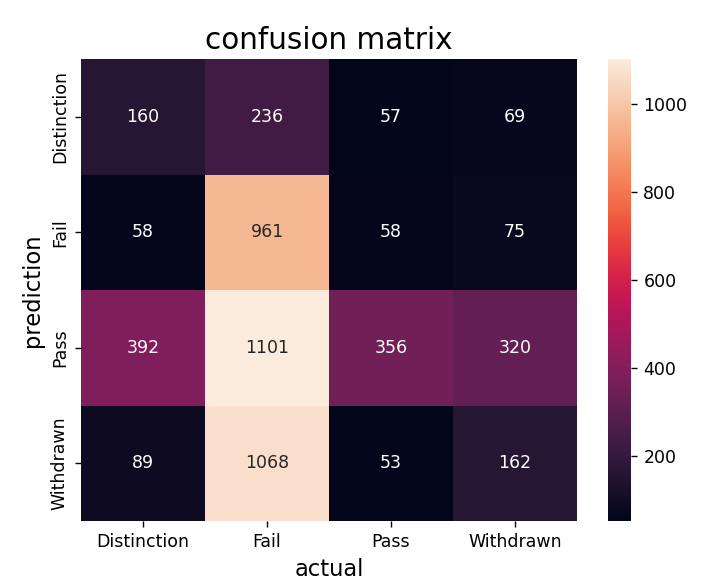 confusion matrix
Distinction 160 236 57 69
Fail 58 961 58 75
Pass 392 1101 356 320
Withdrawn 89 1068 53 162
prediction
Distinction Fail Pass Withdrawn
actual
1000
800
600
400
200